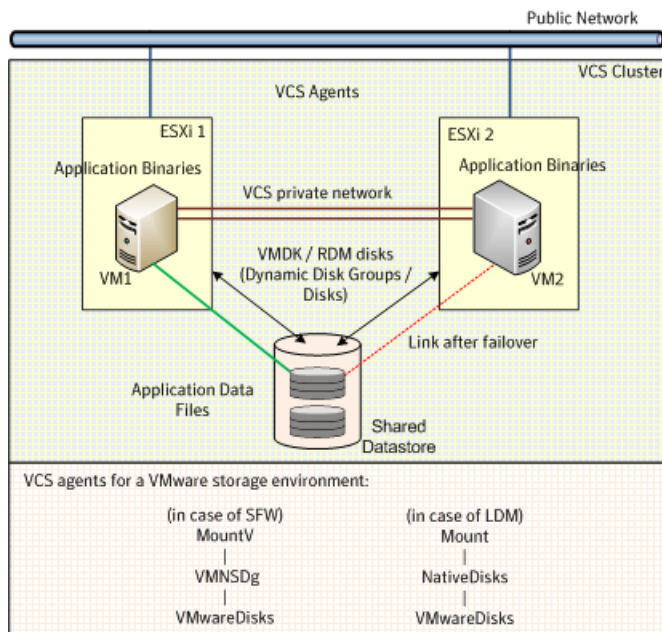 Public Network
VCS Cluster
VCS Agents
ESXi 1
ESXi 2
Application Binaries
Application Binaries
VCS private network
VMDK / RDM disks
(Dynamic Disk Groups /
Disks)
VM1
VM2
Link after failover
Application Data
Files
Shared
Datastore
VCS agents for a VMware storage environment:
(in case of SFW)
MountV
|
VMNSDg
|
VMwareDisks
(in case of LDM)
Mount
|
NativeDisks
|
VMwareDisks